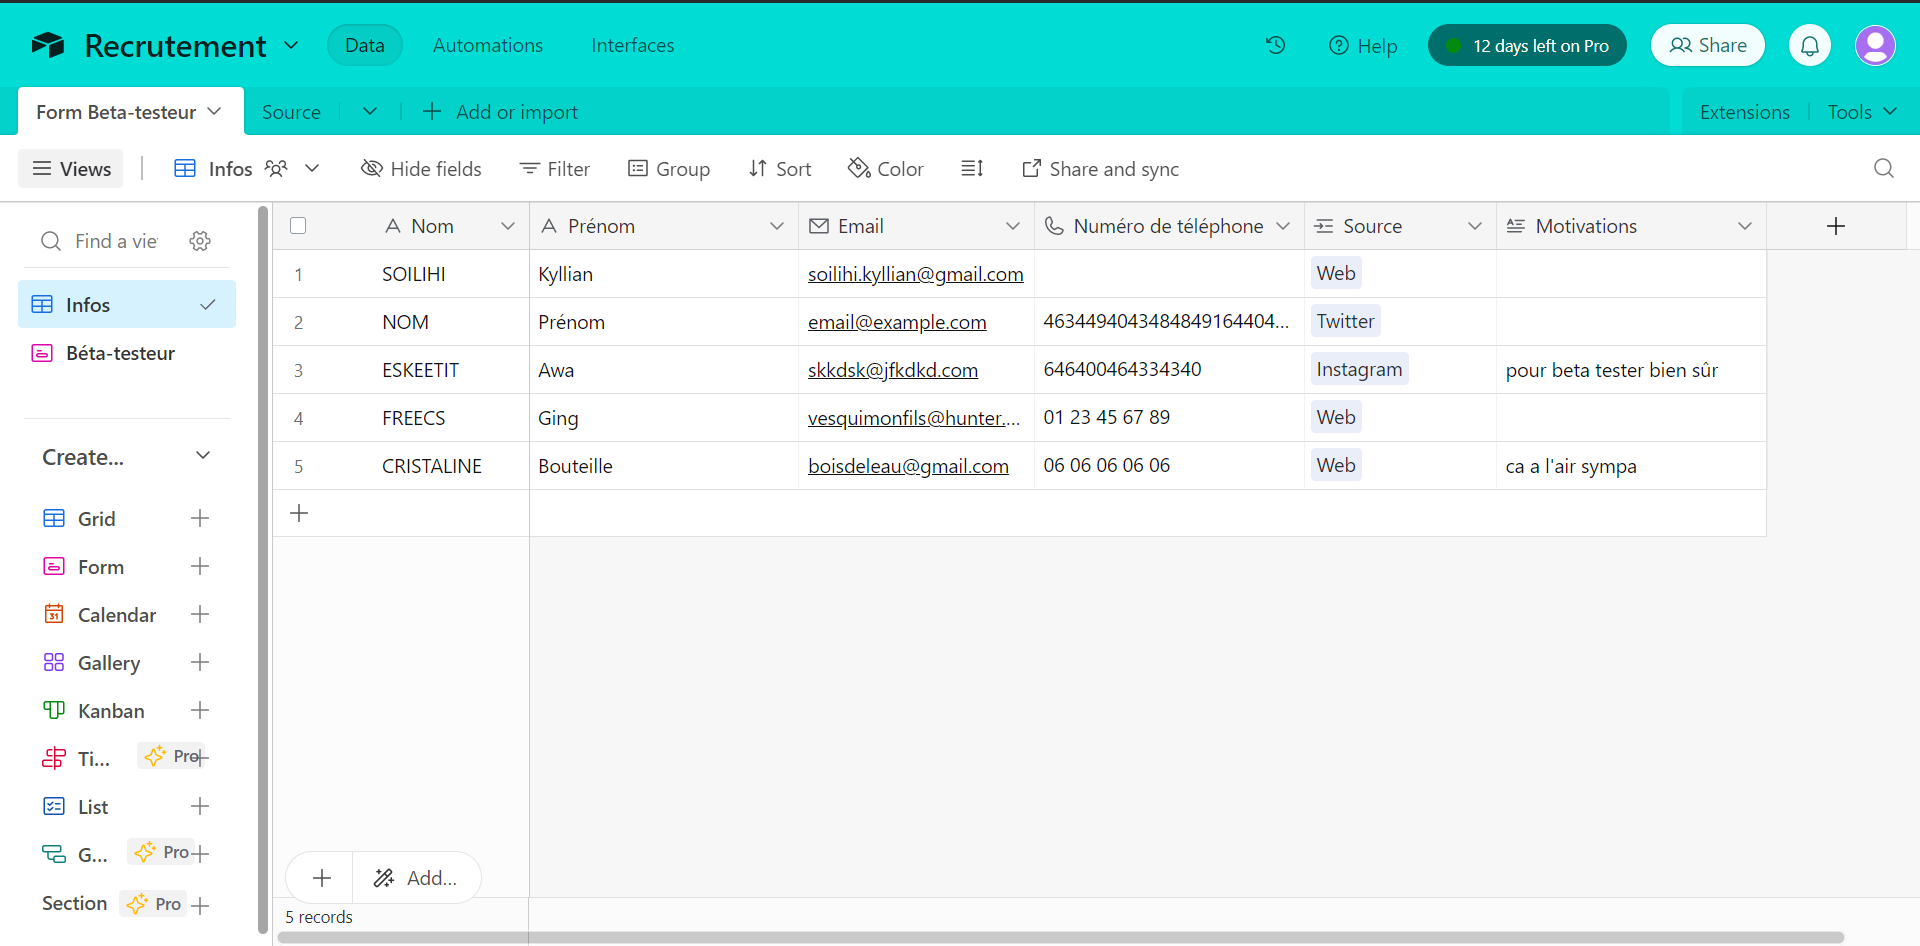 Recrutement Data Automations Interfaces Help 12 days left on Pro Share
Form Beta-testeur Source Add or import Extensions Tools
Views Infos Hide fields Filter Group Sort Color Share and sync
Find a vie
Infos
Béta-testeur
Create...
Grid
Form
Calendar
Gallery
Kanban
Ti... Pro
List
G... Pro
Section Pro
Nom Prénom Email Numéro de téléphone Source Motivations
1 SOILIHI Kyllian soilihi.kyllian@gmail.com Web
2 NOM Prénom email@example.com 4634494043484849164404... Twitter
3 ESKEETIT Awa skkdsk@jfkdkd.com 646400464334340 Instagram pour beta tester bien sûr
4 FREECS Ging vesquimonfils@hunter.... 01 23 45 67 89 Web
5 CRISTALINE Bouteille boisdeleau@gmail.com 06 06 06 06 06 Web ca a l'air sympa
Add...
5 records